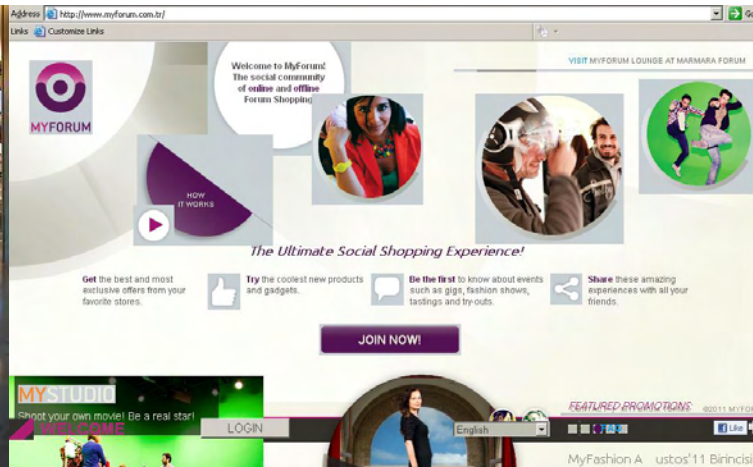 Address http://www.myforum.com.tr/
Links Customize Links
VISIT MYFORUM LOUNGE AT MARMARA FORUM
Welcome to MyForum!
The social community
of online and offline
Forum Shopping
MYFORUM
HOW
IT WORKS
The Ultimate Social Shopping Experience!
Get the best and most
exclusive offers from your
favorite stores.
Try the coolest new products
and gadgets.
Be the first to know about events
such as gigs, fashion shows,
tastings and try-outs.
Share these amazing
experiences with all your
friends.
JOIN NOW!
MYSTUDIO
Shoot your own movie! Be a real star!
FEATURED PROMOTIONS
©2011
WELCOME
LOGIN
English
Like
MyFashion A ustos'11 Birincisi